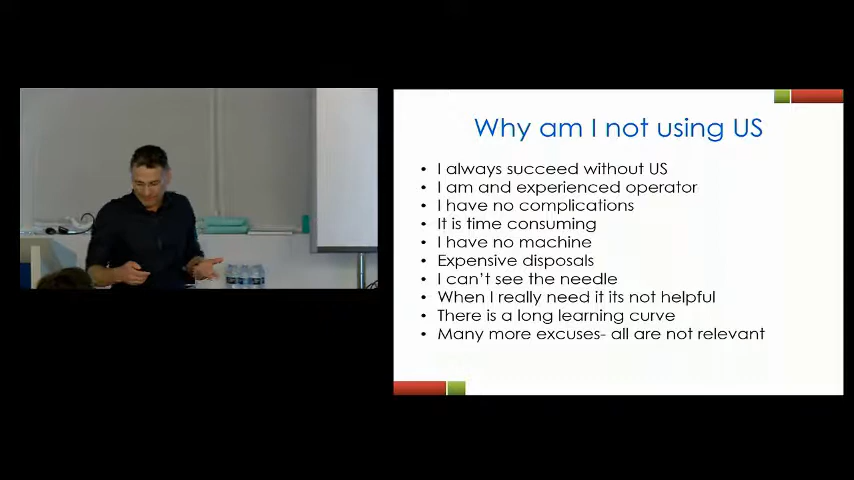 Why am I not using US
• I always succeed without US
• I am and experienced operator
• I have no complications
• It is time consuming
• I have no machine
• Expensive disposals
• I can't see the needle
• When I really need it its not helpful
• There is a long learning curve
• Many more excuses- all are not relevant